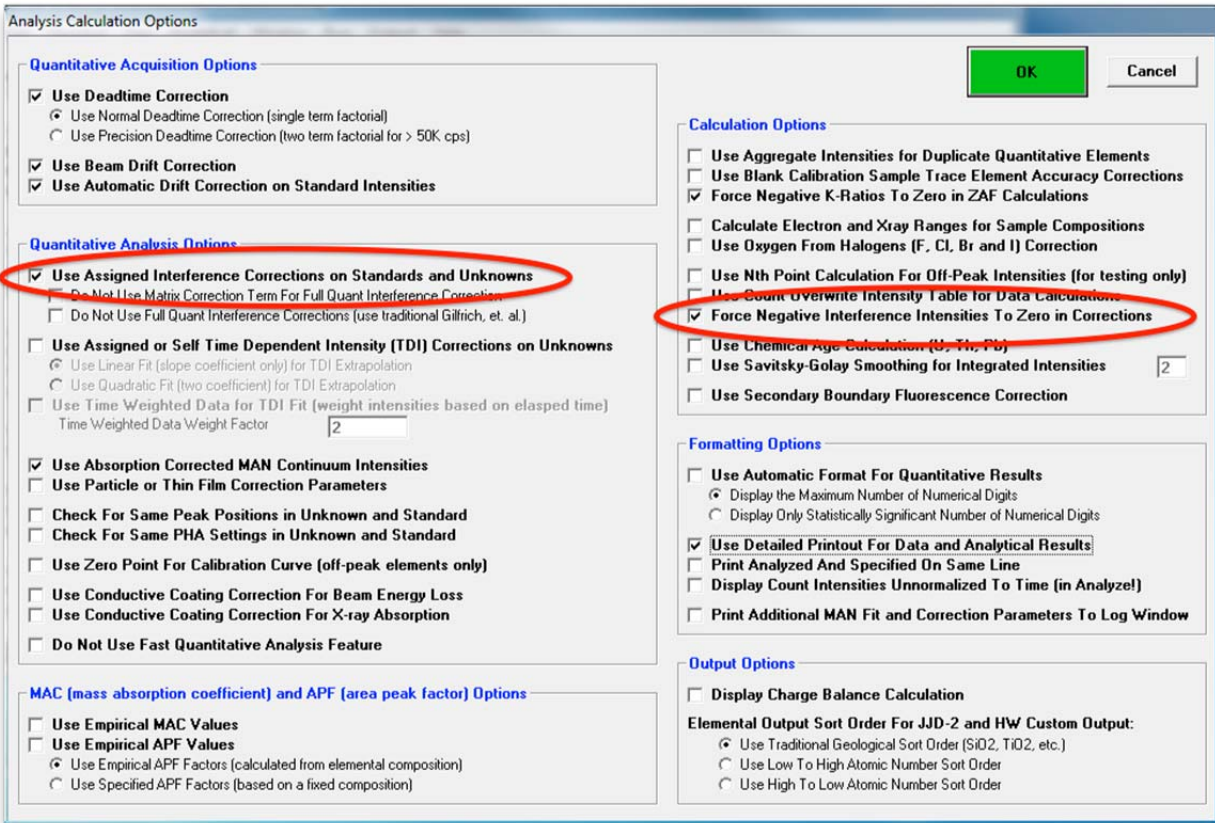 Analysis Calculation Options
Quantitative Acquisition Options
Use Deadtime Correction
Use Normal Deadtime Correction (single term factorial)
Use Precision Deadtime Correction (two term factorial for > 50K cps)
Use Beam Drift Correction
Use Automatic Drift Correction on Standard Intensities
Quantitative Analysis Options
Use Assigned Interference Corrections on Standards and Unknowns
Do Not Use Matrix Correction Term For Full Quant Interference Correction
Do Not Use Full Quant Interference Corrections (use traditional Gilfrich, et. al.)
Use Assigned or Self Time Dependent Intensity (TDI) Corrections on Unknowns
Use Linear Fit (slope coefficient only) for TDI Extrapolation
Use Quadratic Fit (two coefficient) for TDI Extrapolation
Use Time Weighted Data for TDI Fit (weight intensities based on elasped time)
Time Weighted Data Weight Factor 2
Use Absorption Corrected MAN Continuum Intensities
Use Particle or Thin Film Correction Parameters
Check For Same Peak Positions in Unknown and Standard
Check For Same PHA Settings in Unknown and Standard
Use Zero Point For Calibration Curve (off-peak elements only)
Use Conductive Coating Correction For Beam Energy Loss
Use Conductive Coating Correction For X-ray Absorption
Do Not Use Fast Quantitative Analysis Feature
MAC (mass absorption coefficient) and APF (area peak factor) Options
Use Empirical MAC Values
Use Empirical APF Values
Use Empirical APF Factors (calculated from elemental composition)
Use Specified APF Factors (based on a fixed composition)
OK Cancel
Calculation Options
Use Aggregate Intensities for Duplicate Quantitative Elements
Use Blank Calibration Sample Trace Element Accuracy Corrections
Force Negative K-Ratios To Zero in ZAF Calculations
Calculate Electron and Xray Ranges for Sample Compositions
Use Oxygen From Halogens (F, Cl, Br and I) Correction
Use Nth Point Calculation For Off-Peak Intensities (for testing only)
Use Count Overwrite Intensity Table for Data Calculations
Force Negative Interference Intensities To Zero in Corrections
Use Chemical Age Calculation (U, Th, Pb)
Use Savitsky-Golay Smoothing for Integrated Intensities 2
Use Secondary Boundary Fluorescence Correction
Formatting Options
Use Automatic Format For Quantitative Results
Display the Maximum Number of Numerical Digits
Display Only Statistically Significant Number of Numerical Digits
Use Detailed Printout For Data and Analytical Results
Print Analyzed And Specified On Same Line
Display Count Intensities Unnormalized To Time (in Analyze!)
Print Additional MAN Fit and Correction Parameters To Log Window
Output Options
Display Charge Balance Calculation
Elemental Output Sort Order For JJD-2 and HW Custom Output:
Use Traditional Geological Sort Order (SiO2, TiO2, etc.)
Use Low To High Atomic Number Sort Order
Use High To Low Atomic Number Sort Order